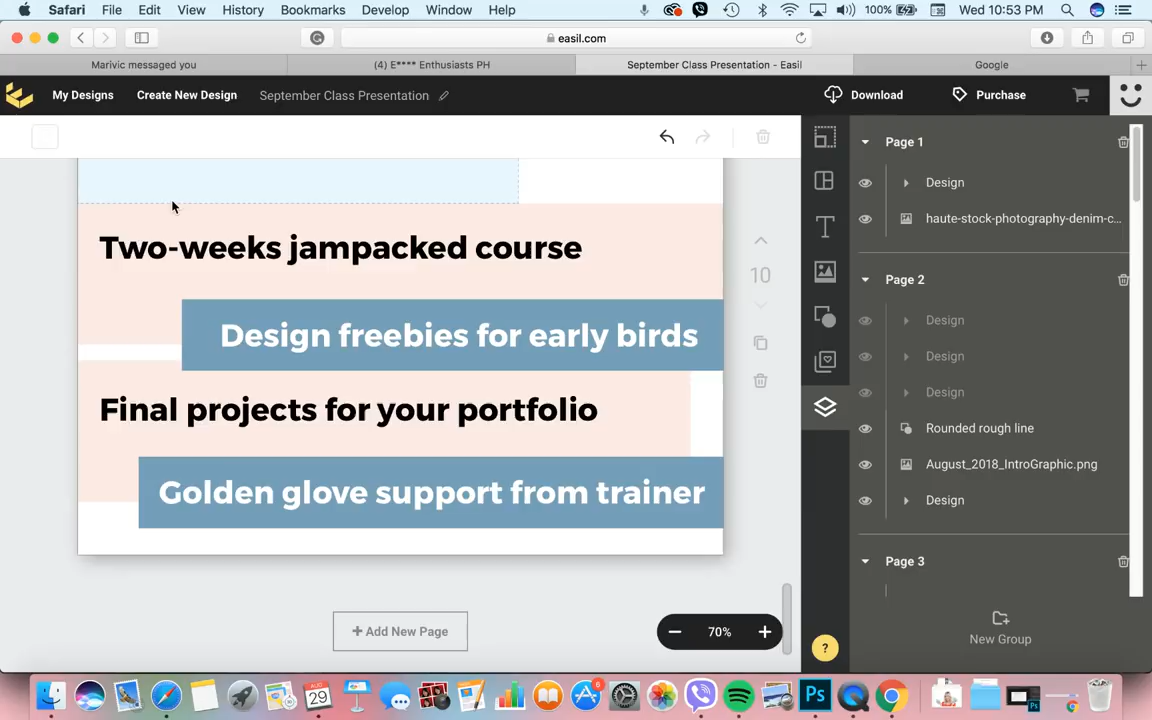 Safari File Edit View History Bookmarks Develop Window Help 100% Wed 10:53 PM
easil.com
Marivic messaged you (4) E**** Enthusiasts PH September Class Presentation - Easil Google
My Designs Create New Design September Class Presentation Download Purchase
Page 1
Design
haute-stock-photography-denim-c...
Page 2
Design
Design
Design
Rounded rough line
August_2018_IntroGraphic.png
Design
Page 3
New Group
Two-weeks jampacked course
10
Design freebies for early birds
Final projects for your portfolio
Golden glove support from trainer
+ Add New Page
70%
?
29
6
Ps